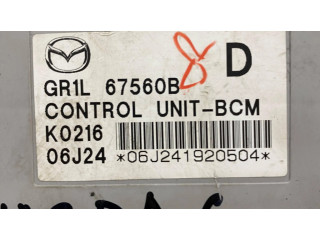 GR1L 67560B D
CONTROL UNIT-BCM
K0216
06J24 *06J241920504*